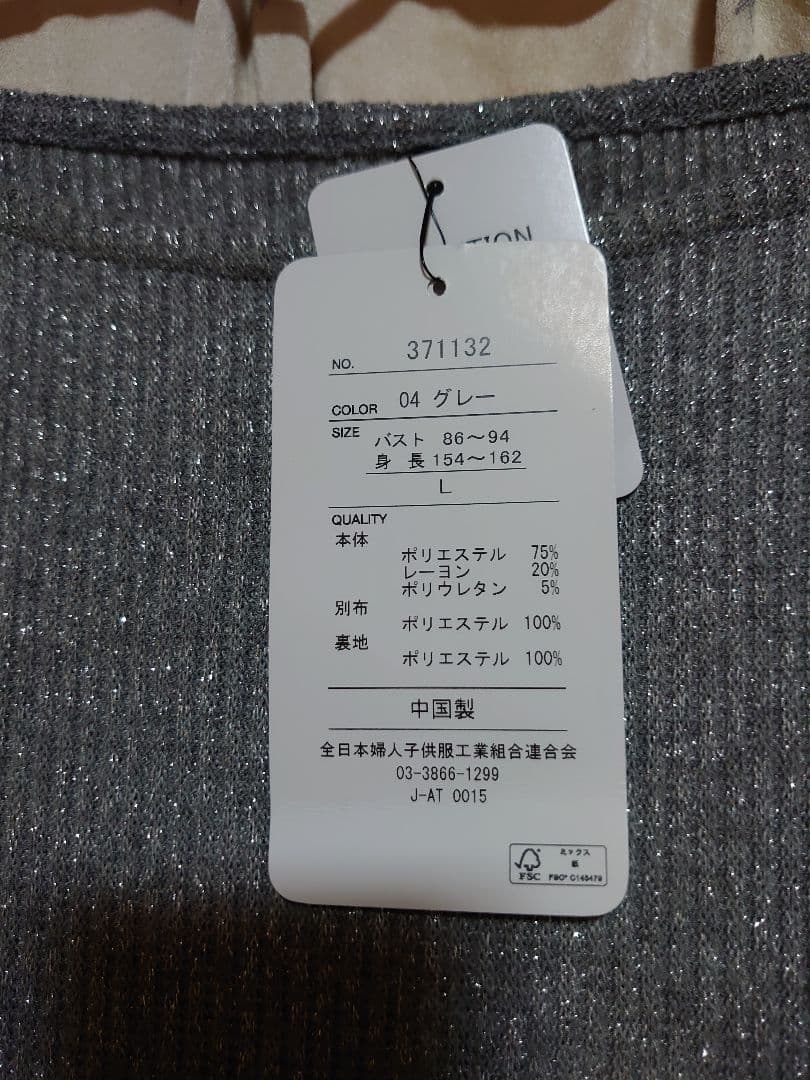 TION
NO. 371132
COLOR 04 グレー
SIZE バスト 86～94
身 長 154～162
L
QUALITY
本体
ポリエステル 75%
レーヨン 20%
ポリウレタン 5%
別布
ポリエステル 100%
裏地
ポリエステル 100%
中国製
全日本婦人子供服工業組合連合会
03-3866-1299
J-AT 0015
ミックス
紙
FSC